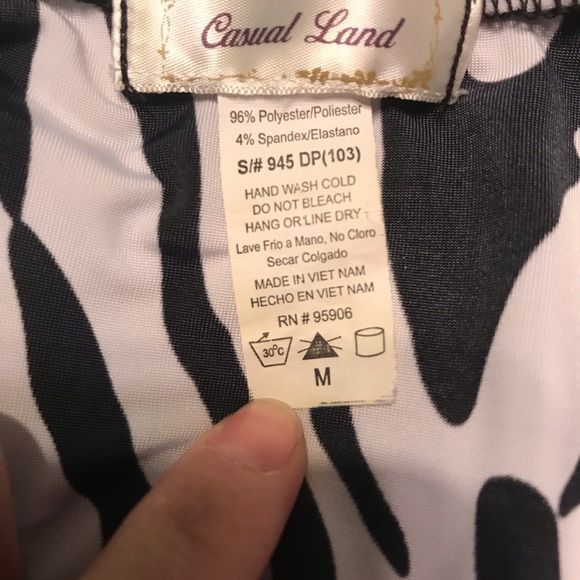 Casual Land
96% Polyester/Poliester
4% Spandex/Elastano
S/# 945 DP(103)
HAND WASH COLD
DO NOT BLEACH
HANG OR LINE DRY
Lave Frio a Mano, No Cloro
Secar Colgado
MADE IN VIET NAM
HECHO EN VIET NAM
RN # 95906
30°C
M